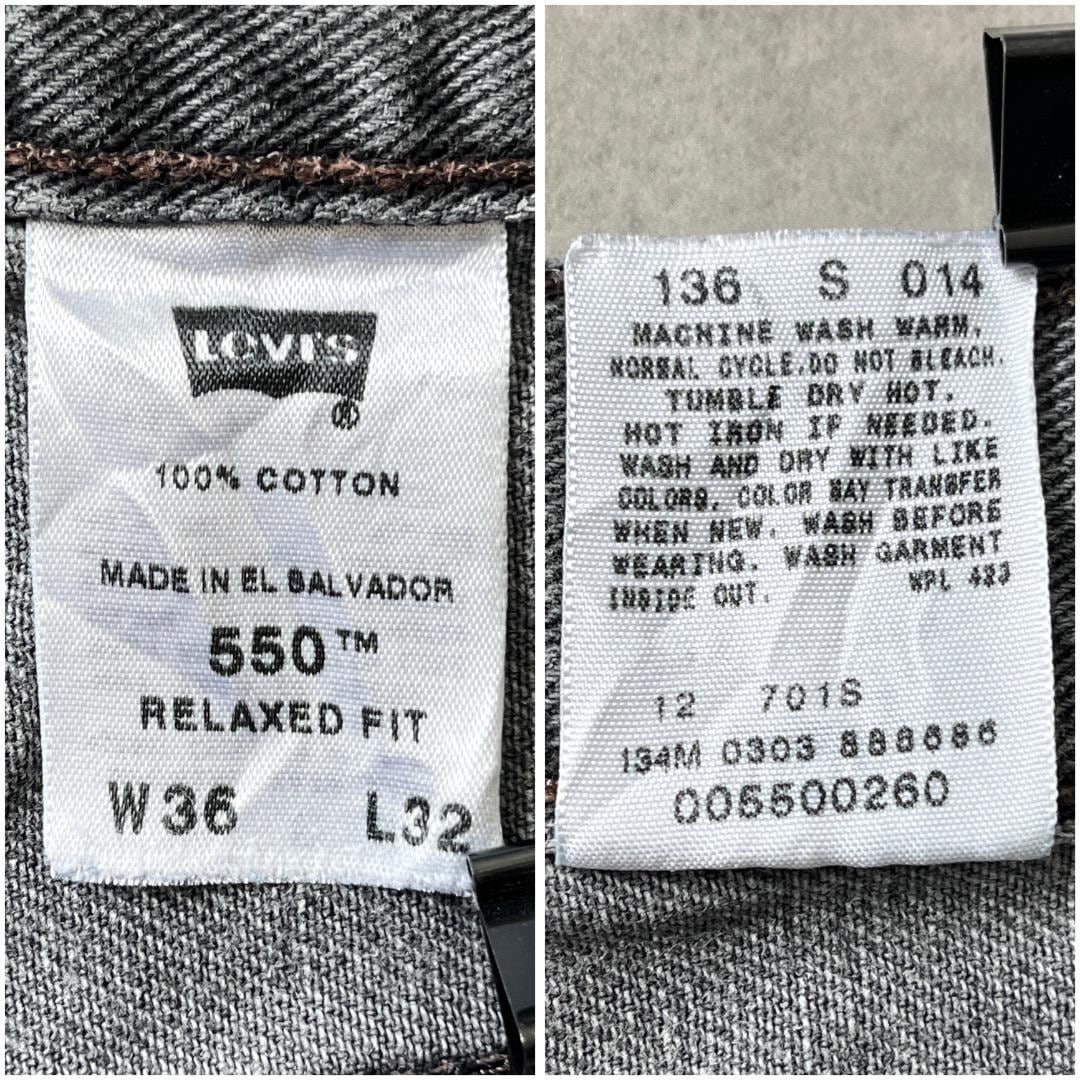 LEVI'S
®
100% COTTON
MADE IN EL SALVADOR
550™
RELAXED FIT
W36 L32
136 S 014
MACHINE WASH WARM.
NORMAL CYCLE. DO NOT BLEACH.
TUMBLE DRY HOT.
HOT IRON IF NEEDED.
WASH AND DRY WITH LIKE
COLORS. COLOR MAY TRANSFER
WHEN NEW. WASH BEFORE
WEARING. WASH GARMENT
INSIDE OUT. WPL 423
12 701S
134M 0303 888686
005500260